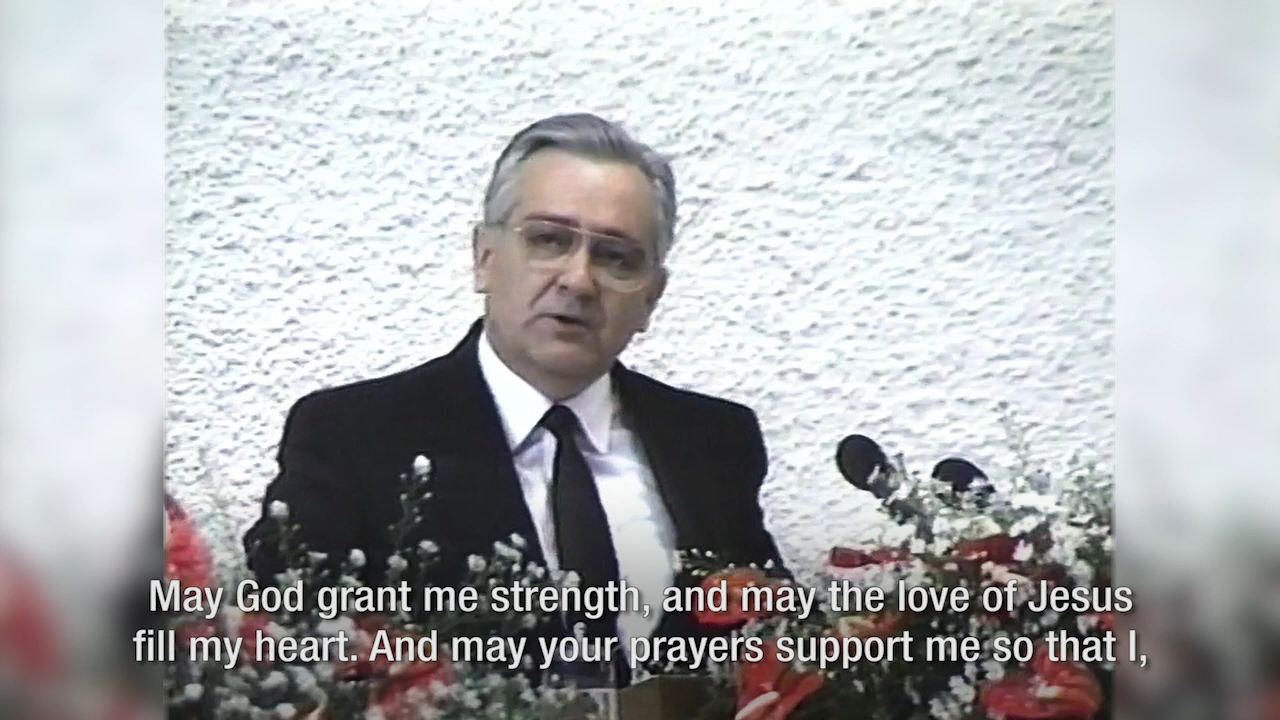 May God grant me strength, and may the love of Jesus
fill my heart. And may your prayers support me so that I,